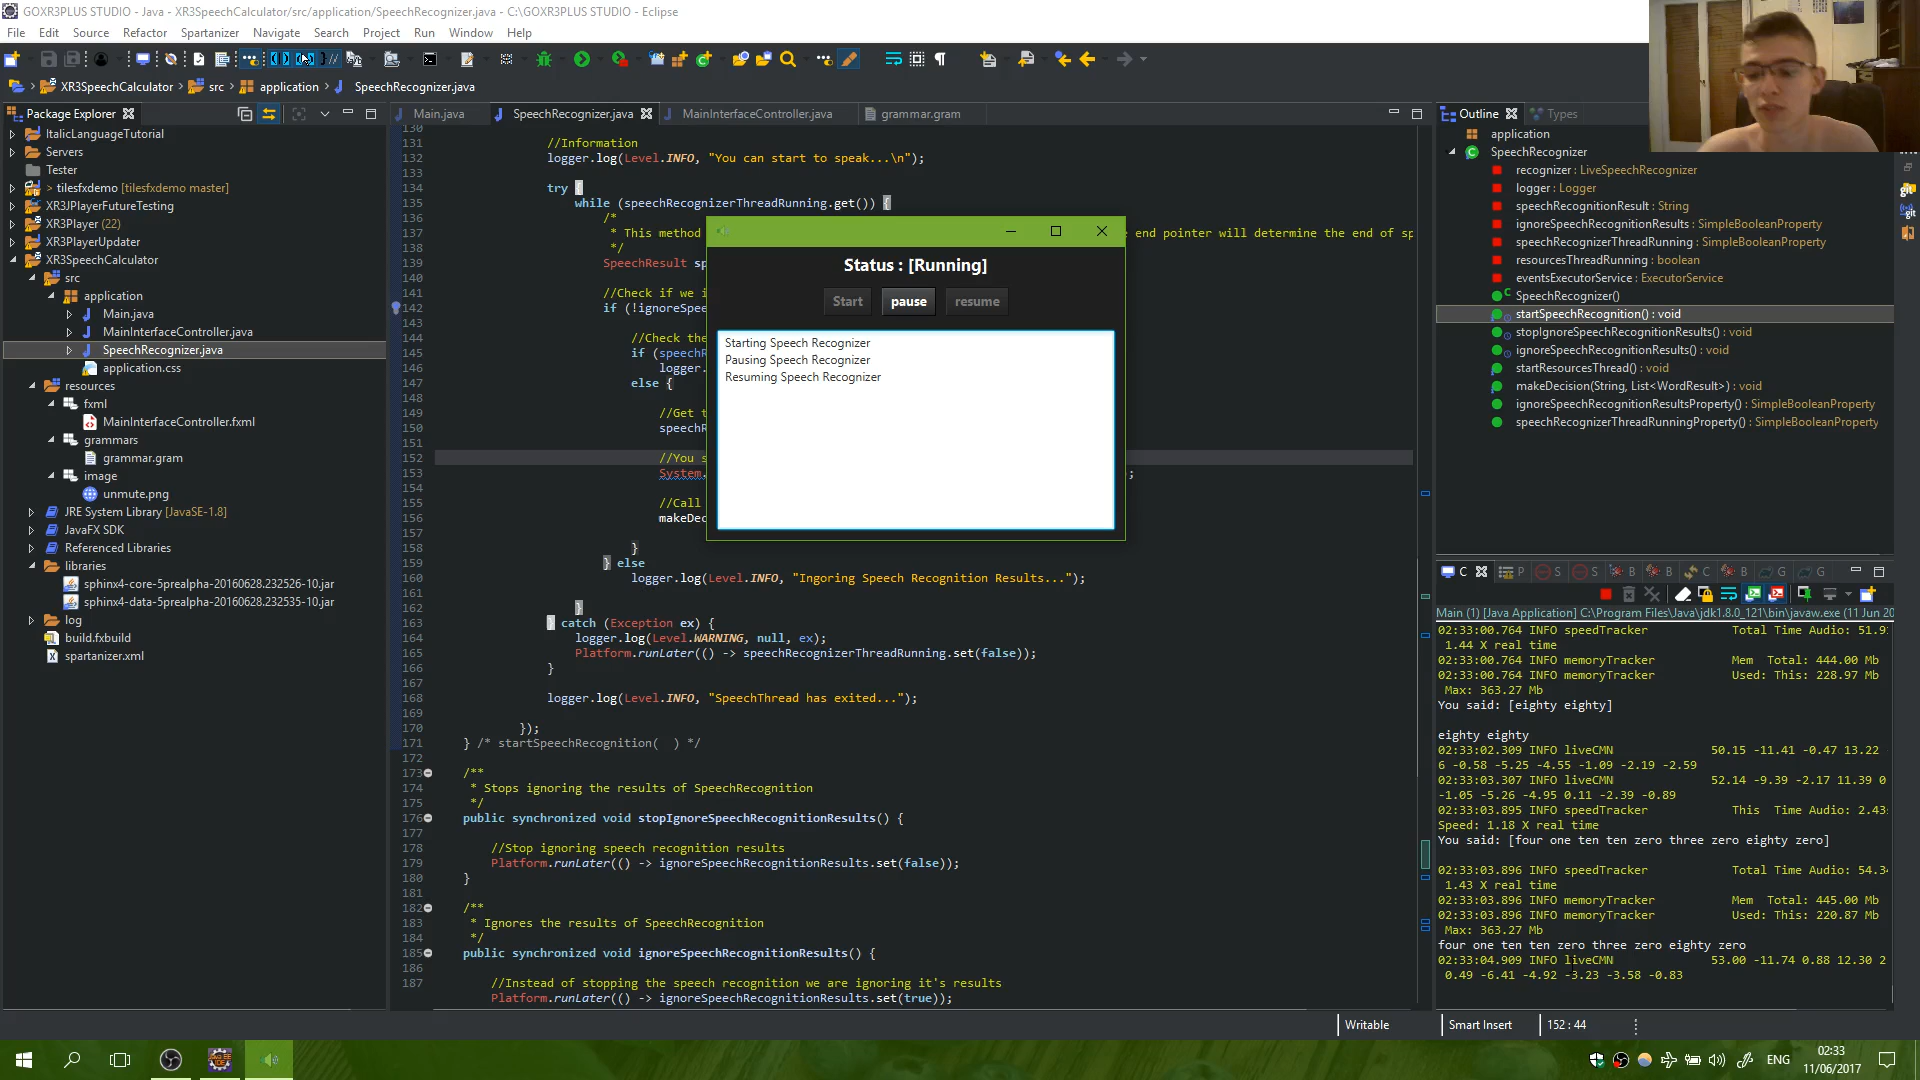 GOXR3PLUS STUDIO - Java - XR3SpeechCalculator/src/application/SpeechRecognizer.java - C:\GOXR3PLUS STUDIO - Eclipse
File Edit Source Refactor Spartanizer Navigate Search Project Run Window Help
XR3SpeechCalculator src application SpeechRecognizer.java
Package Explorer
ItalicLanguageTutorial
Servers
Tester
> tilesfxdemo [tilesfxdemo master]
XR3JPlayerFutureTesting
XR3Player (22)
XR3PlayerUpdater
XR3SpeechCalculator
src
application
Main.java
MainInterfaceController.java
SpeechRecognizer.java
application.css
resources
fxml
MainInterfaceController.fxml
grammars
grammar.gram
image
unmute.png
JRE System Library [JavaSE-1.8]
JavaFX SDK
Referenced Libraries
libraries
sphinx4-core-5prealpha-20160628.232526-10.jar
sphinx4-data-5prealpha-20160628.232535-10.jar
log
build.fxbuild
spartanizer.xml
Main.java SpeechRecognizer.java MainInterfaceController.java grammar.gram
130
131 //Information
132 logger.log(Level.INFO, "You can start to speak...\n");
133
134 try {
135 while (speechRecognizerThreadRunning.get()) {
136 /*
137 * This method end pointer will determine the end of sp
138 */
139 SpeechResult sp
140
141 //Check if we i
142 if (!ignoreSpee
143
144 //Check the
145 if (speechR
146 logger.
147 else {
148
149 //Get t
150 speechR
151
152 //You s
153 System. ;
154
155 //Call
156 makeDec
157
158 }
159 } else
160 logger.log(Level.INFO, "Ingoring Speech Recognition Results...");
161
162 }
163 } catch (Exception ex) {
164 logger.log(Level.WARNING, null, ex);
165 Platform.runLater(() -> speechRecognizerThreadRunning.set(false));
166 }
167
168 logger.log(Level.INFO, "SpeechThread has exited...");
169
170 });
171 } /* startSpeechRecognition( ) */
172
173 /**
174 * Stops ignoring the results of SpeechRecognition
175 */
176 public synchronized void stopIgnoreSpeechRecognitionResults() {
177
178 //Stop ignoring speech recognition results
179 Platform.runLater(() -> ignoreSpeechRecognitionResults.set(false));
180 }
181
182 /**
183 * Ignores the results of SpeechRecognition
184 */
185 public synchronized void ignoreSpeechRecognitionResults() {
186
187 //Instead of stopping the speech recognition we are ignoring it's results
Platform.runLater(() -> ignoreSpeechRecognitionResults.set(true));
Status : [Running]
Start pause resume
Starting Speech Recognizer
Pausing Speech Recognizer
Resuming Speech Recognizer
Outline Types
application
SpeechRecognizer
recognizer : LiveSpeechRecognizer
logger : Logger
speechRecognitionResult : String
ignoreSpeechRecognitionResults : SimpleBooleanProperty
speechRecognizerThreadRunning : SimpleBooleanProperty
resourcesThreadRunning : boolean
eventsExecutorService : ExecutorService
SpeechRecognizer()
startSpeechRecognition() : void
stopIgnoreSpeechRecognitionResults() : void
ignoreSpeechRecognitionResults() : void
startResourcesThread() : void
makeDecision(String, List<WordResult>) : void
ignoreSpeechRecognitionResultsProperty() : SimpleBooleanProperty
speechRecognizerThreadRunningProperty() : SimpleBooleanProperty
C P S S B B C B G G
Main (1) [Java Application] C:\Program Files\Java\jdk1.8.0_121\bin\javaw.exe (11 Jun 20
02:33:00.764 INFO speedTracker Total Time Audio: 51.9
1.44 X real time
02:33:00.764 INFO memoryTracker Mem Total: 444.00 Mb
02:33:00.764 INFO memoryTracker Used: This: 228.97 Mb
Max: 363.27 Mb
You said: [eighty eighty]
eighty eighty
02:33:02.309 INFO liveCMN 50.15 -11.41 -0.47 13.22
6 -0.58 -5.25 -4.55 -1.09 -2.19 -2.59
02:33:03.307 INFO liveCMN 52.14 -9.39 -2.17 11.39 0
-1.05 -5.26 -4.95 0.11 -2.39 -0.89
02:33:03.895 INFO speedTracker This Time Audio: 2.43
Speed: 1.18 X real time
You said: [four one ten ten zero three zero eighty zero]
02:33:03.896 INFO speedTracker Total Time Audio: 54.3
1.43 X real time
02:33:03.896 INFO memoryTracker Mem Total: 445.00 Mb
02:33:03.896 INFO memoryTracker Used: This: 220.87 Mb
Max: 363.27 Mb
four one ten ten zero three zero eighty zero
02:33:04.909 INFO liveCMN 53.00 -11.74 0.88 12.30 2
0.49 -6.41 -4.92 -3.23 -3.58 -0.83
Writable Smart Insert 152 : 44
ENG 02:33
11/06/2017